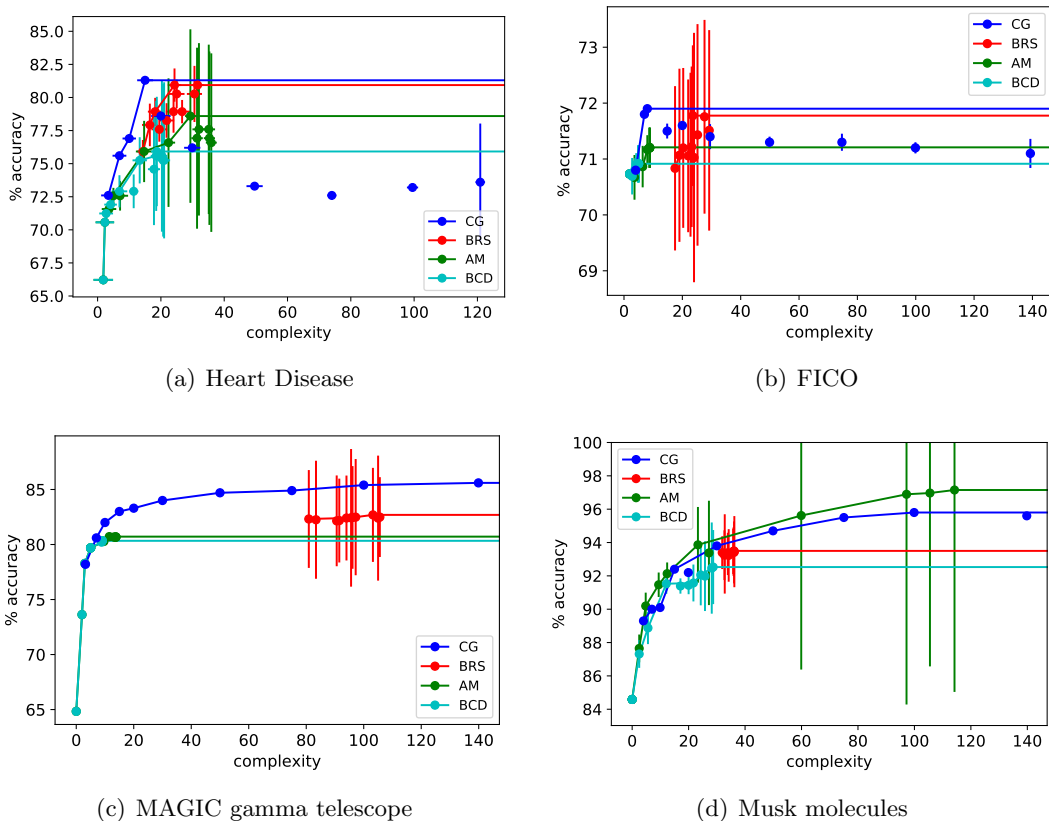 85.0
82.5
80.0
77.5
75.0
72.5
70.0
67.5
65.0
% accuracy
0 20 40 60 80 100 120
complexity
CG
BRS
AM
BCD
(a) Heart Disease
73
72
71
70
69
% accuracy
0 20 40 60 80 100 120 140
complexity
CG
BRS
AM
BCD
(b) FICO
85
80
75
70
65
% accuracy
0 20 40 60 80 100 120 140
complexity
CG
BRS
AM
BCD
(c) MAGIC gamma telescope
100
98
96
94
92
90
88
86
84
% accuracy
0 20 40 60 80 100 120 140
complexity
CG
BRS
AM
BCD
(d) Musk molecules